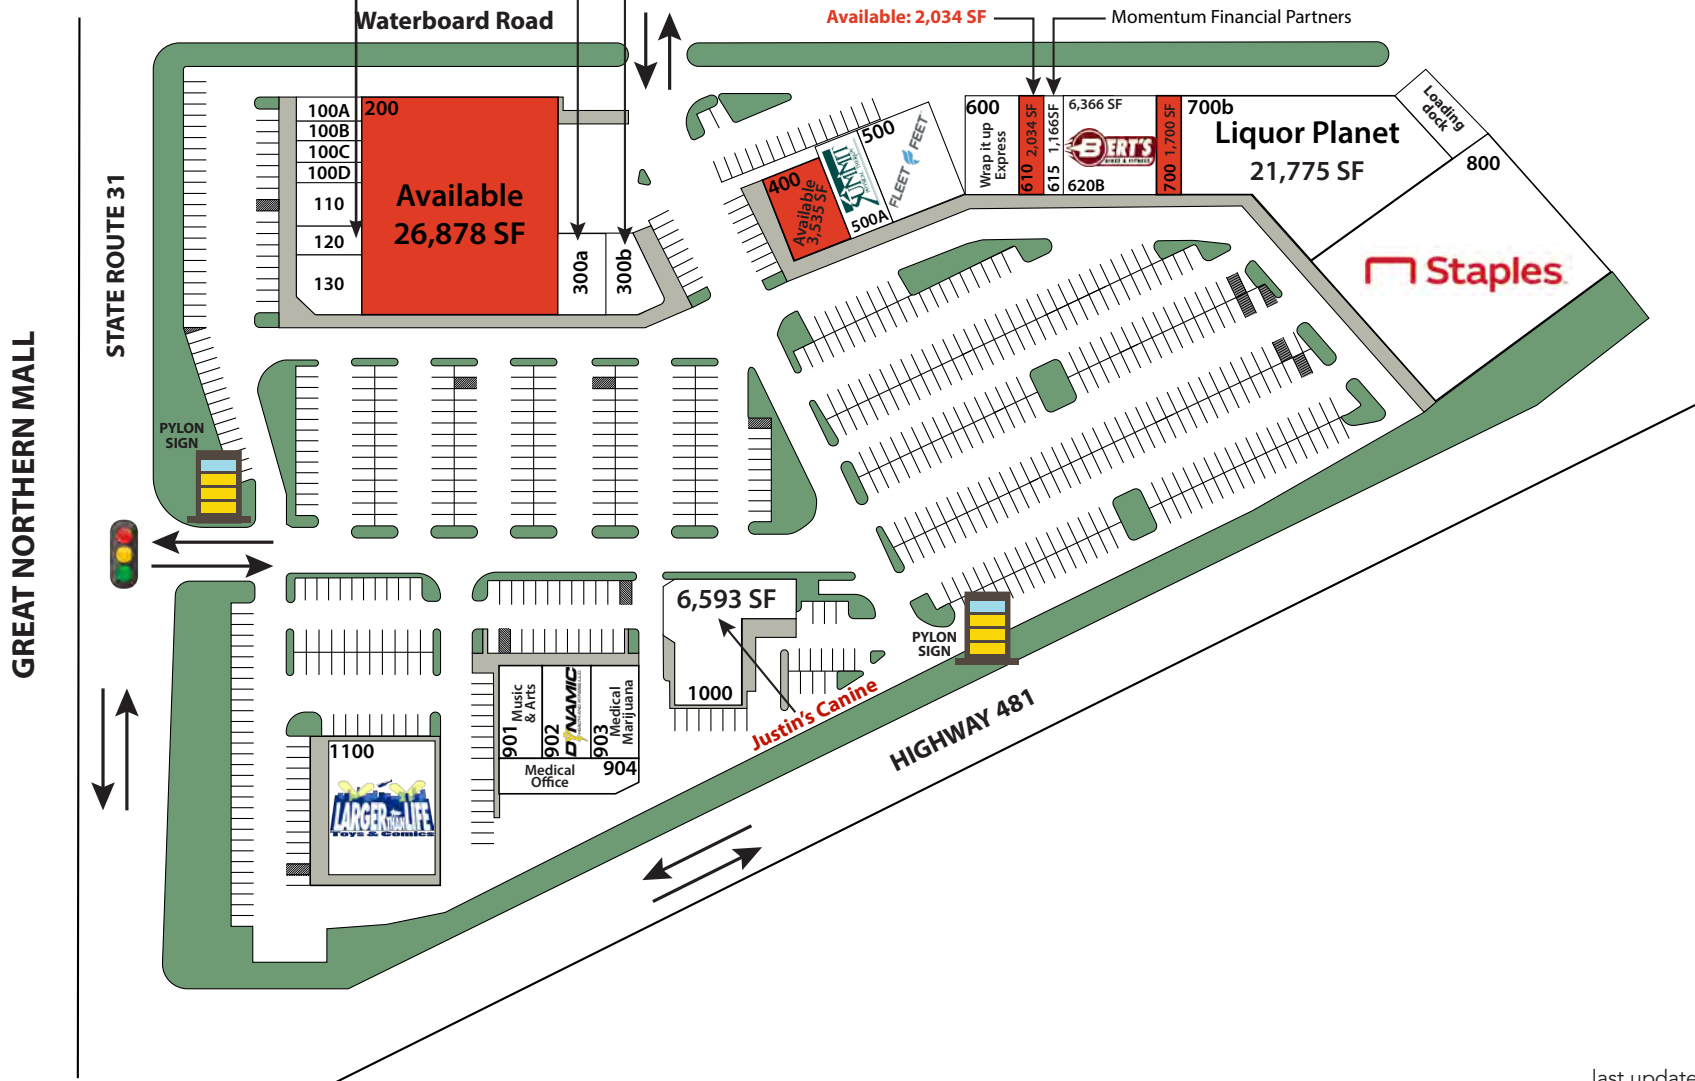 Waterboard Road
Available: 2,034 SF
Momentum Financial Partners
100A
100B
100C
100D
110
120
130
200
Available
26,878 SF
300a
300b
400
Available
3,535 SF
SUMMIT
500A
500
FLEET FEET
600
Wrap it up
Express
610 2,034 SF
615 1,166SF
6,366 SF
BERT'S
BIKES & FITNESS
620B
700 1,700 SF
700b
Liquor Planet
21,775 SF
Loading
dock
800
Staples
STATE ROUTE 31
GREAT NORTHERN MALL
PYLON
SIGN
6,593 SF
1000
Justin's Canine
PYLON
SIGN
HIGHWAY 481
901 Music
& Arts
902
DYNAMIC
903 Medical
Marijuana
Medical
Office
904
1100
LARGER THAN LIFE
Toys & Comics
last update